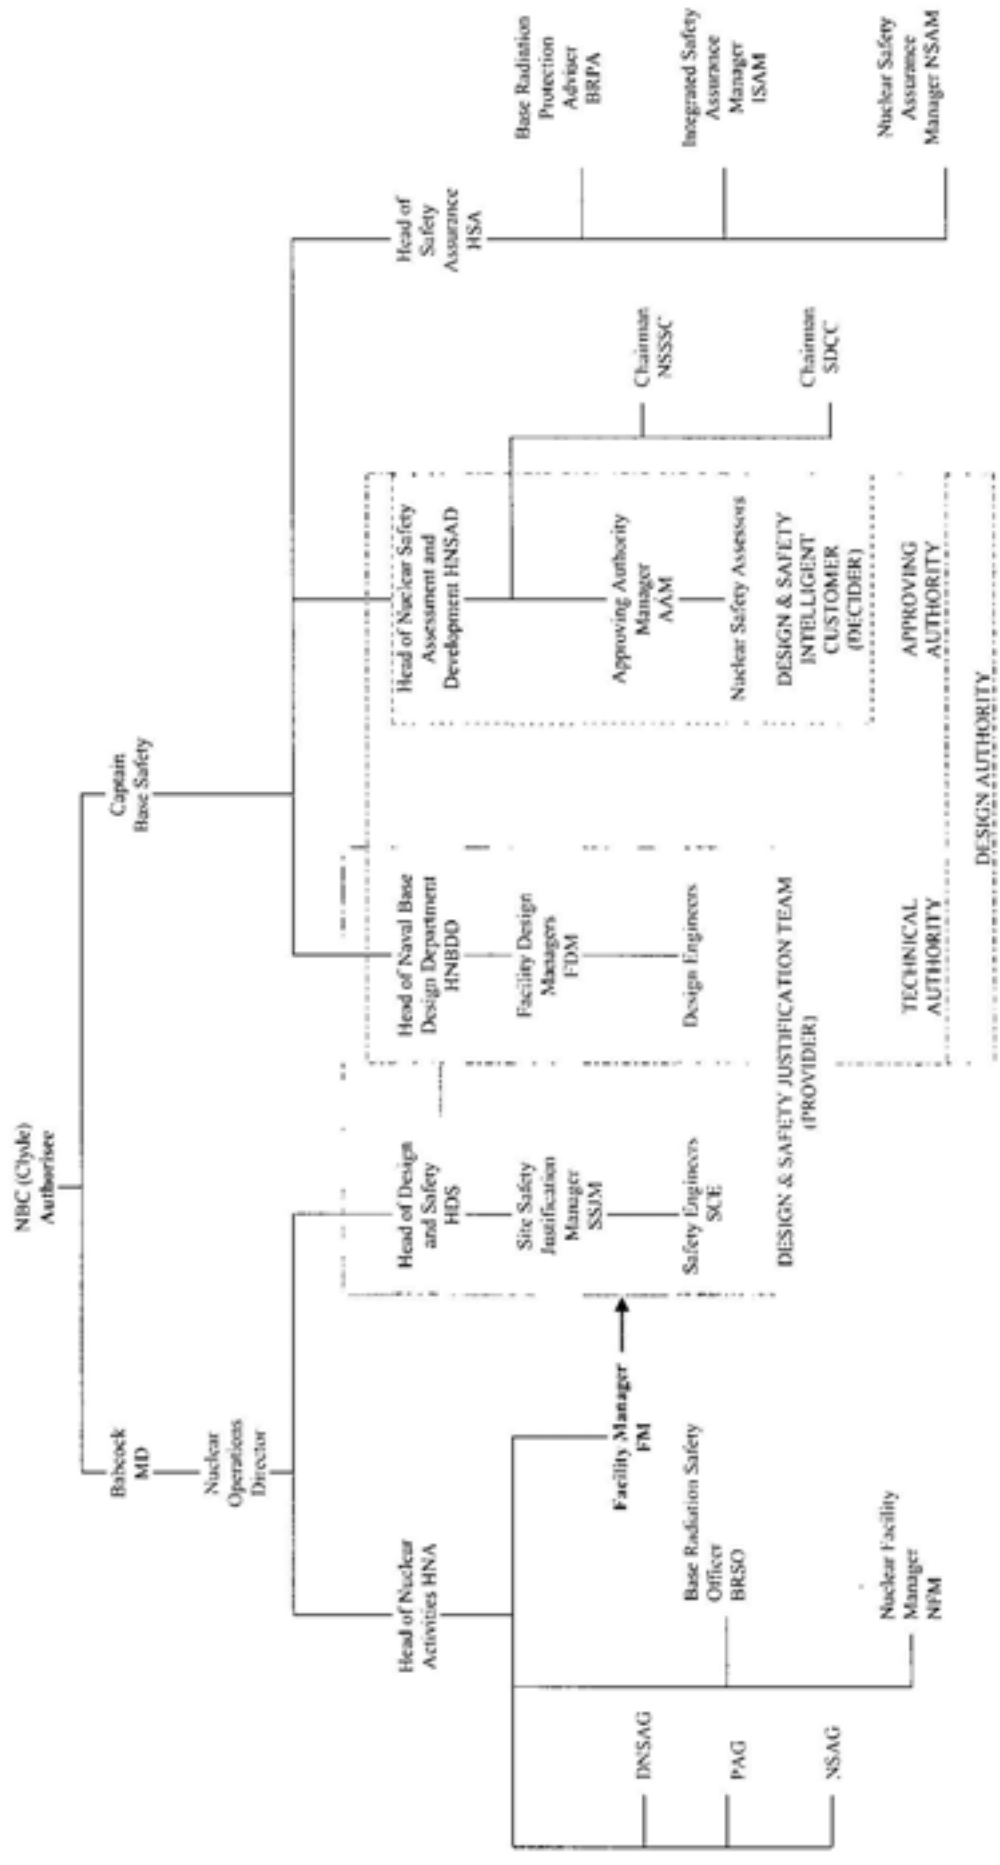 NBC (Clyde)
Authorisee
Babcock
MD
Captain
Base Safety
Nuclear
Operations
Director
Head of Nuclear
Activities HNA
Head of Design
and Safety
HDS
Head of Naval Base
Design Department
HNBDD
Head of Nuclear Safety
Assessment and
Development HNSAD
Head of
Safety
Assurance
HSA
Site Safety
Justification
Manager
SSJM
Facility Design
Managers
FDM
Base Radiation
Protection
Adviser
BRPA
Facility Manager
FM
Approving Authority
Manager
AAM
Chairman
NSSSC
DNSAG
Base Radiation Safety
Officer
BRSO
Safety Engineers
SCE
Design Engineers
Nuclear Safety Assessors
Integrated Safety
Assurance
Manager
ISAM
PAG
DESIGN & SAFETY JUSTIFICATION TEAM
(PROVIDER)
DESIGN & SAFETY
INTELLIGENT
CUSTOMER
(DECIDER)
Chairman
SDCC
NSAG
Nuclear Facility
Manager
NFM
TECHNICAL
AUTHORITY
APPROVING
AUTHORITY
Nuclear Safety
Assurance
Manager NSAM
DESIGN AUTHORITY